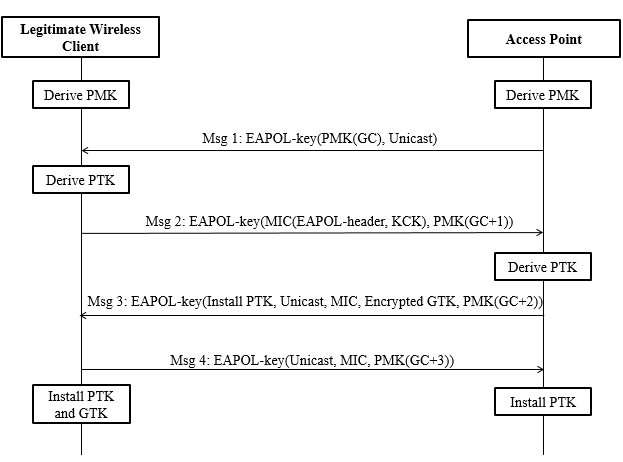 Legitimate Wireless
Client
Access Point
Derive PMK
Derive PMK
Msg 1: EAPOL-key(PMK(GC), Unicast)
Derive PTK
Msg 2: EAPOL-key(MIC(EAPOL-header, KCK), PMK(GC+1))
Derive PTK
Msg 3: EAPOL-key(Install PTK, Unicast, MIC, Encrypted GTK, PMK(GC+2))
Msg 4: EAPOL-key(Unicast, MIC, PMK(GC+3))
Install PTK
and GTK
Install PTK